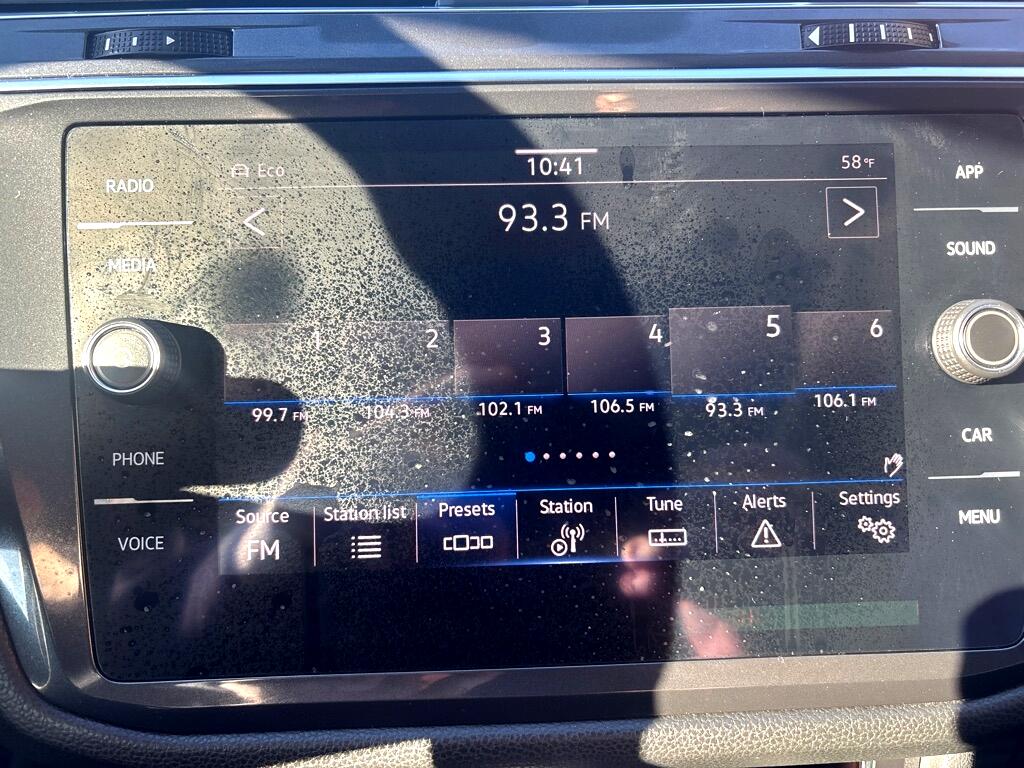 Eco 10:41 58°F
RADIO
MEDIA
PHONE
VOICE
93.3 FM
1 2 3 4 5 6
99.7 FM 104.3 FM 102.1 FM 106.5 FM 93.3 FM 106.1 FM
Source Station list Presets Station Tune Alerts Settings
FM
APP
SOUND
CAR
MENU